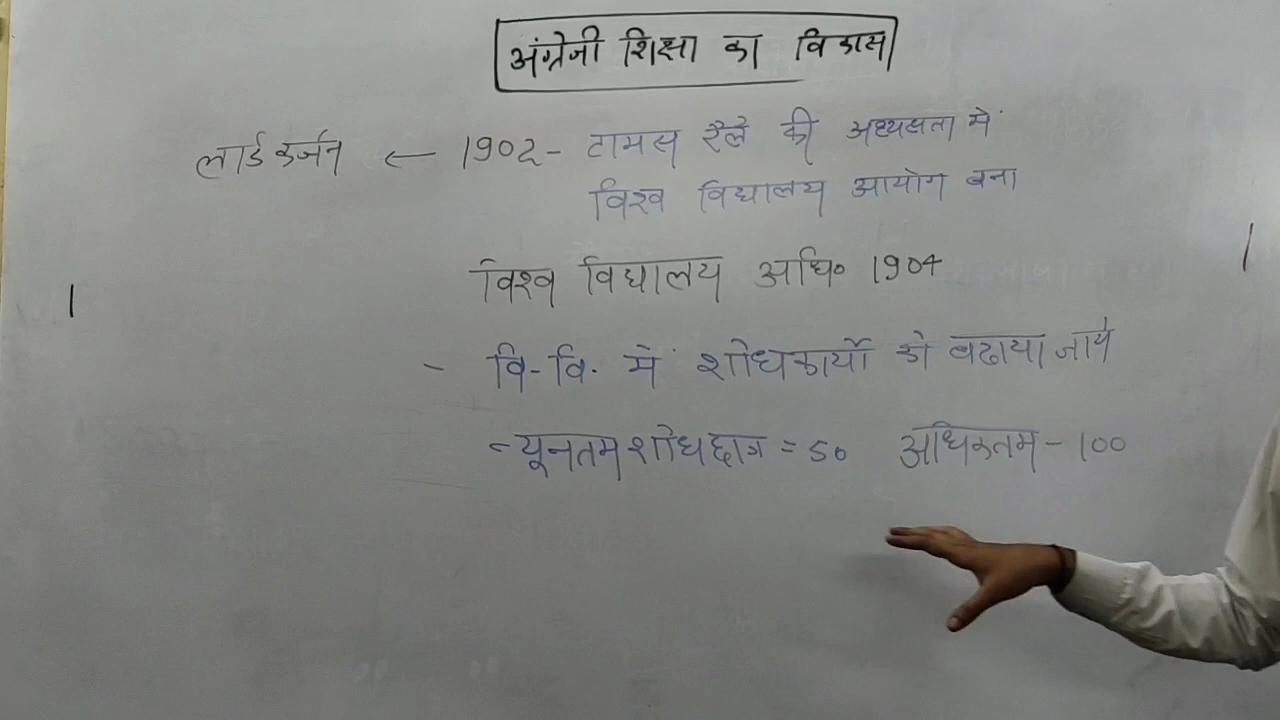 अंग्रेजी शिक्षा का विकास
लार्ड कर्जन ← 1902 - टामस रैले की अध्यक्षता में
विश्व विद्यालय आयोग बना
विश्व विद्यालय अधि० 1904
- वि-वि. में शोधकार्यो को बढाया जाये
- न्यूनतम शोधछात्र = 50 अधिकतम - 100